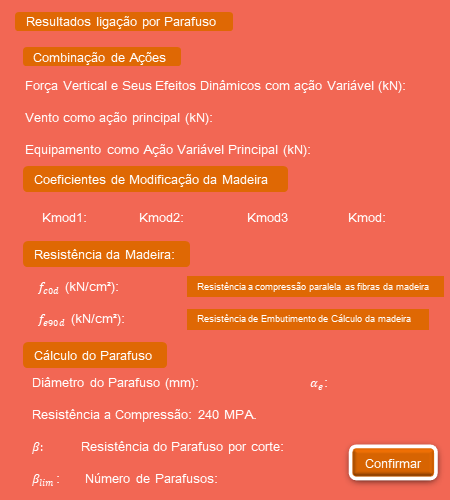 Resultados ligação por Parafuso
Combinação de Ações
Força Vertical e Seus Efeitos Dinâmicos com ação Variável (kN):
Vento como ação principal (kN):
Equipamento como Ação Variável Principal (kN):
Coeficientes de Modificação da Madeira
Kmod1: Kmod2: Kmod3 Kmod:
Resistência da Madeira:
f_{c0d} (kN/cm²): Resistência a compressão paralela as fibras da madeira
f_{e90d} (kN/cm²): Resistência de Embutimento de Cálculo da madeira
Cálculo do Parafuso
Diâmetro do Parafuso (mm): α_e:
Resistência a Compressão: 240 MPA.
β: Resistência do Parafuso por corte:
β_{lim}: Número de Parafusos:
Confirmar